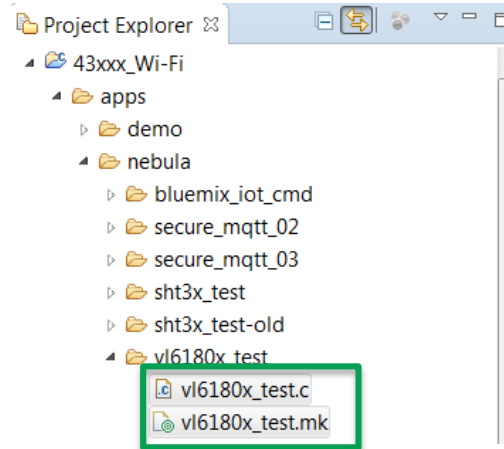 Project Explorer
43xxx_Wi-Fi
apps
demo
nebula
bluemix_iot_cmd
secure_mqtt_02
secure_mqtt_03
sht3x_test
sht3x_test-old
vl6180x_test
.c vl6180x_test.c
vl6180x_test.mk